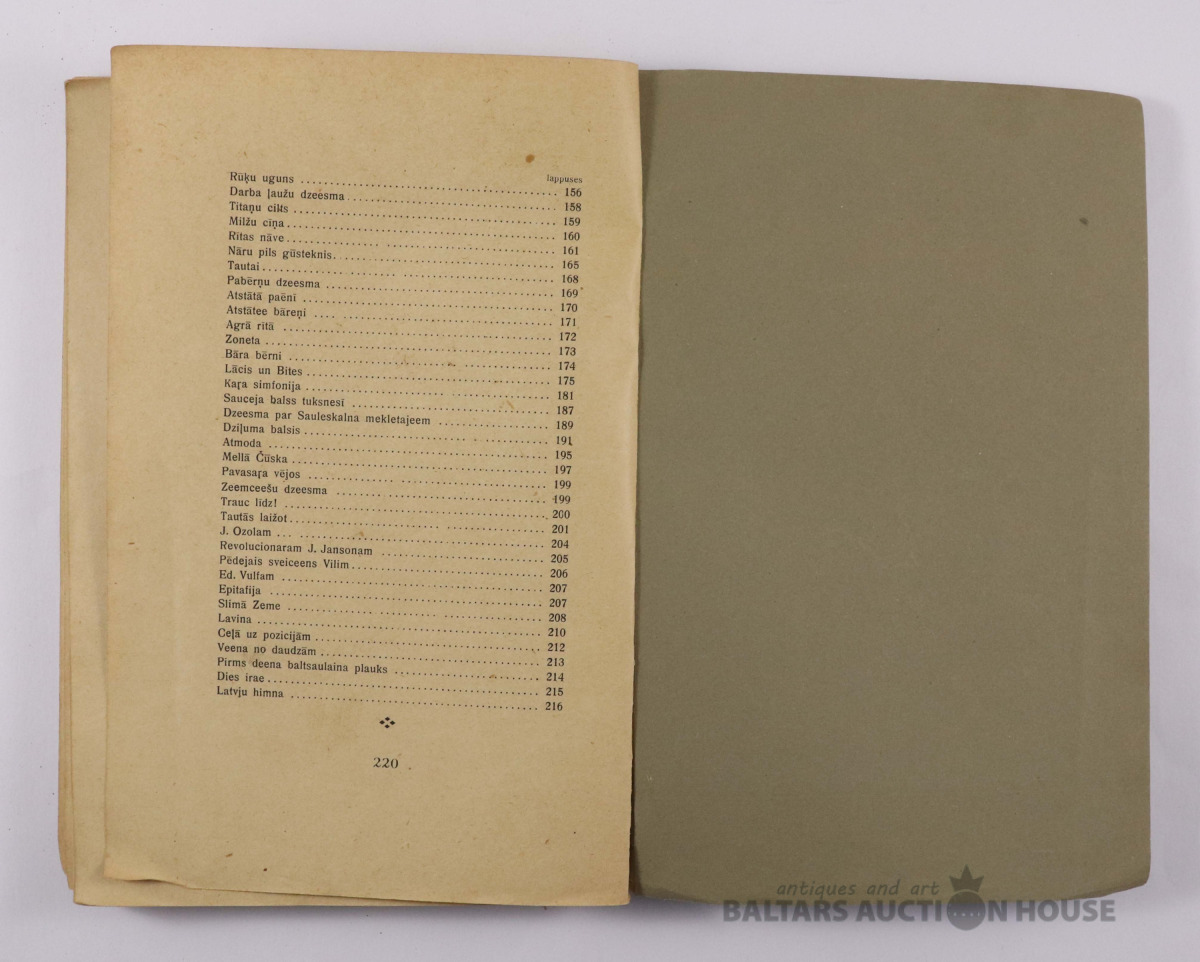 lappuses
Rūķu uguns 156
Darba ļaužu dzeesma 158
Titaņu cilts 159
Milžu cīņa 160
Rītas nāve 161
Nāru pils gūsteknis 165
Tautai 168
Pabērņu dzeesma 169
Atstātā paēni 170
Atstātee bāreņi 171
Agrā rītā 172
Zoneta 173
Bāra bērni 174
Lācis un Bites 175
Kaŗa simfonija 181
Sauceja balss tuksnesī 187
Dzeesma par Sauleskalna mekletajeem 189
Dziļuma balsis 191
Atmoda 195
Mellā Čūska 197
Pavasaŗa vējos 199
Zeemceešu dzeesma 199
Trauc līdz! 200
Tautās laižot 201
J. Ozolam 204
Revolucionaram J. Jansonam 205
Pēdejais sveiceens Vilim 206
Ed. Vulfam 207
Epitafija 207
Slimā Zeme 208
Lavina 210
Ceļā uz pozicijām 212
Veena no daudzām 213
Pirms deena baltsaulaina plauks 214
Dies irae 215
Latvju himna 216
220
antiques and art
BALTARS AUCTION HOUSE